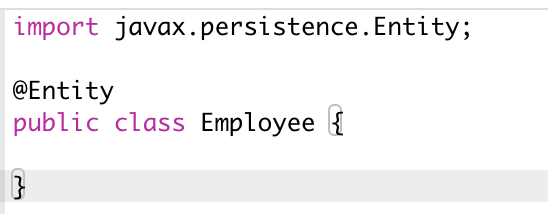 import javax.persistence.Entity;
@Entity
public class Employee {
}